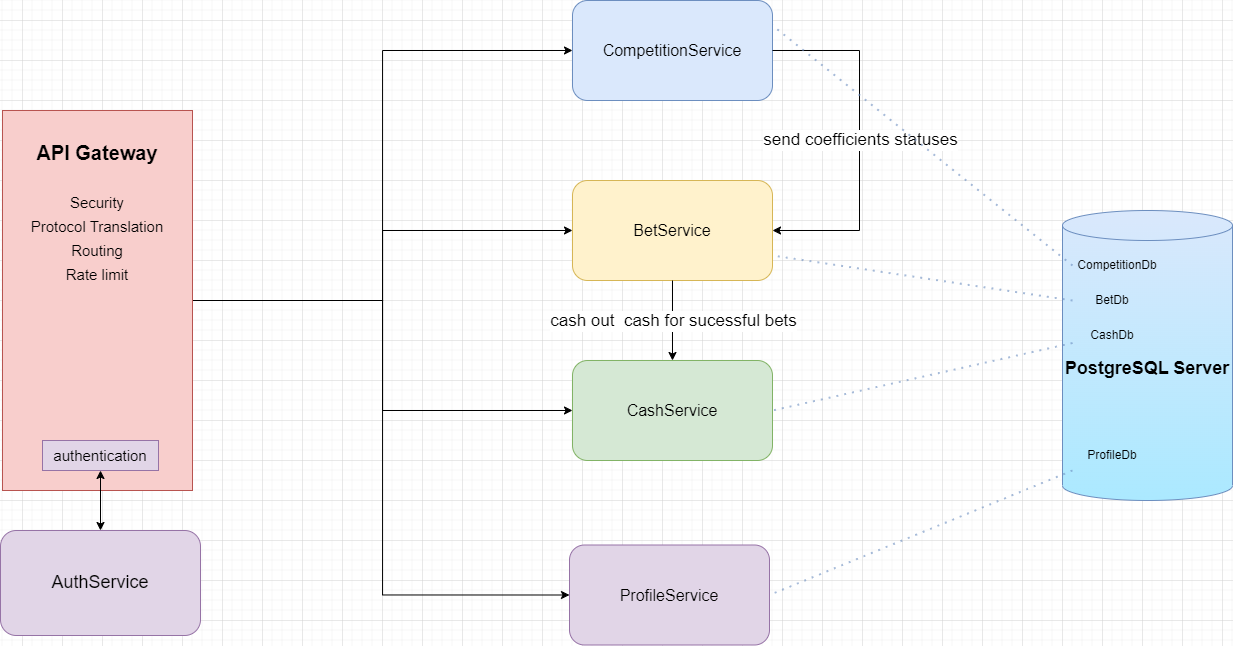 API Gateway
Security
Protocol Translation
Routing
Rate limit
authentication
AuthService
CompetitionService
send coefficients statuses
BetService
cash out  cash for sucessful bets
CashService
ProfileService
CompetitionDb
BetDb
CashDb
PostgreSQL Server
ProfileDb